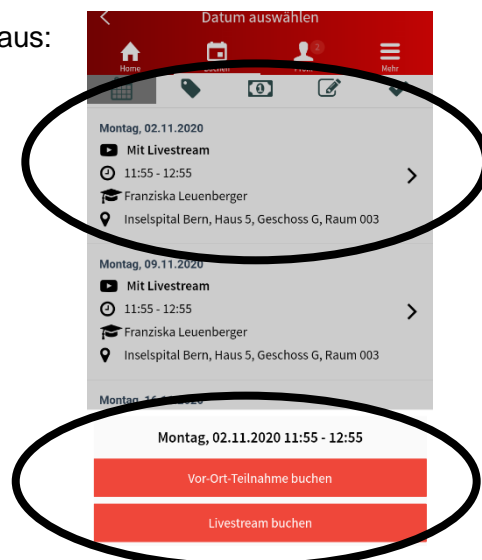 aus:
Datum auswählen
2
Home
Mehr
Montag, 02.11.2020
Mit Livestream
11:55 - 12:55
Franziska Leuenberger
Inselspital Bern, Haus 5, Geschoss G, Raum 003
Montag, 09.11.2020
Mit Livestream
11:55 - 12:55
Franziska Leuenberger
Inselspital Bern, Haus 5, Geschoss G, Raum 003
Montag,
Montag, 02.11.2020 11:55 - 12:55
Vor-Ort-Teilnahme buchen
Livestream buchen